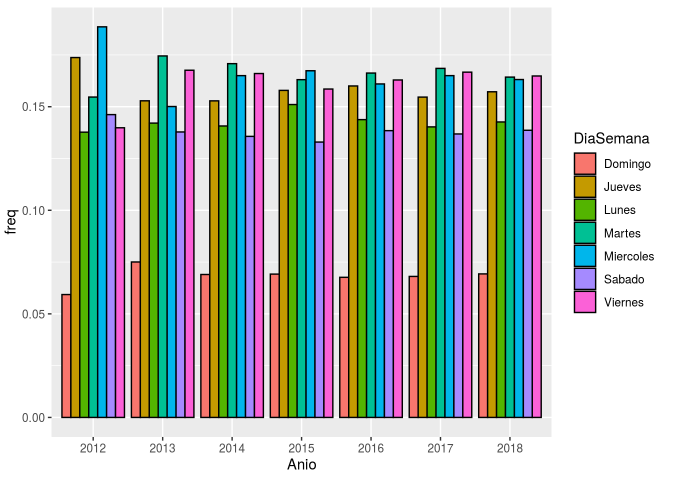 0.15
0.10
0.05
0.00
freq
2012 2013 2014 2015 2016 2017 2018
Anio
DiaSemana
Domingo
Jueves
Lunes
Martes
Miercoles
Sabado
Viernes